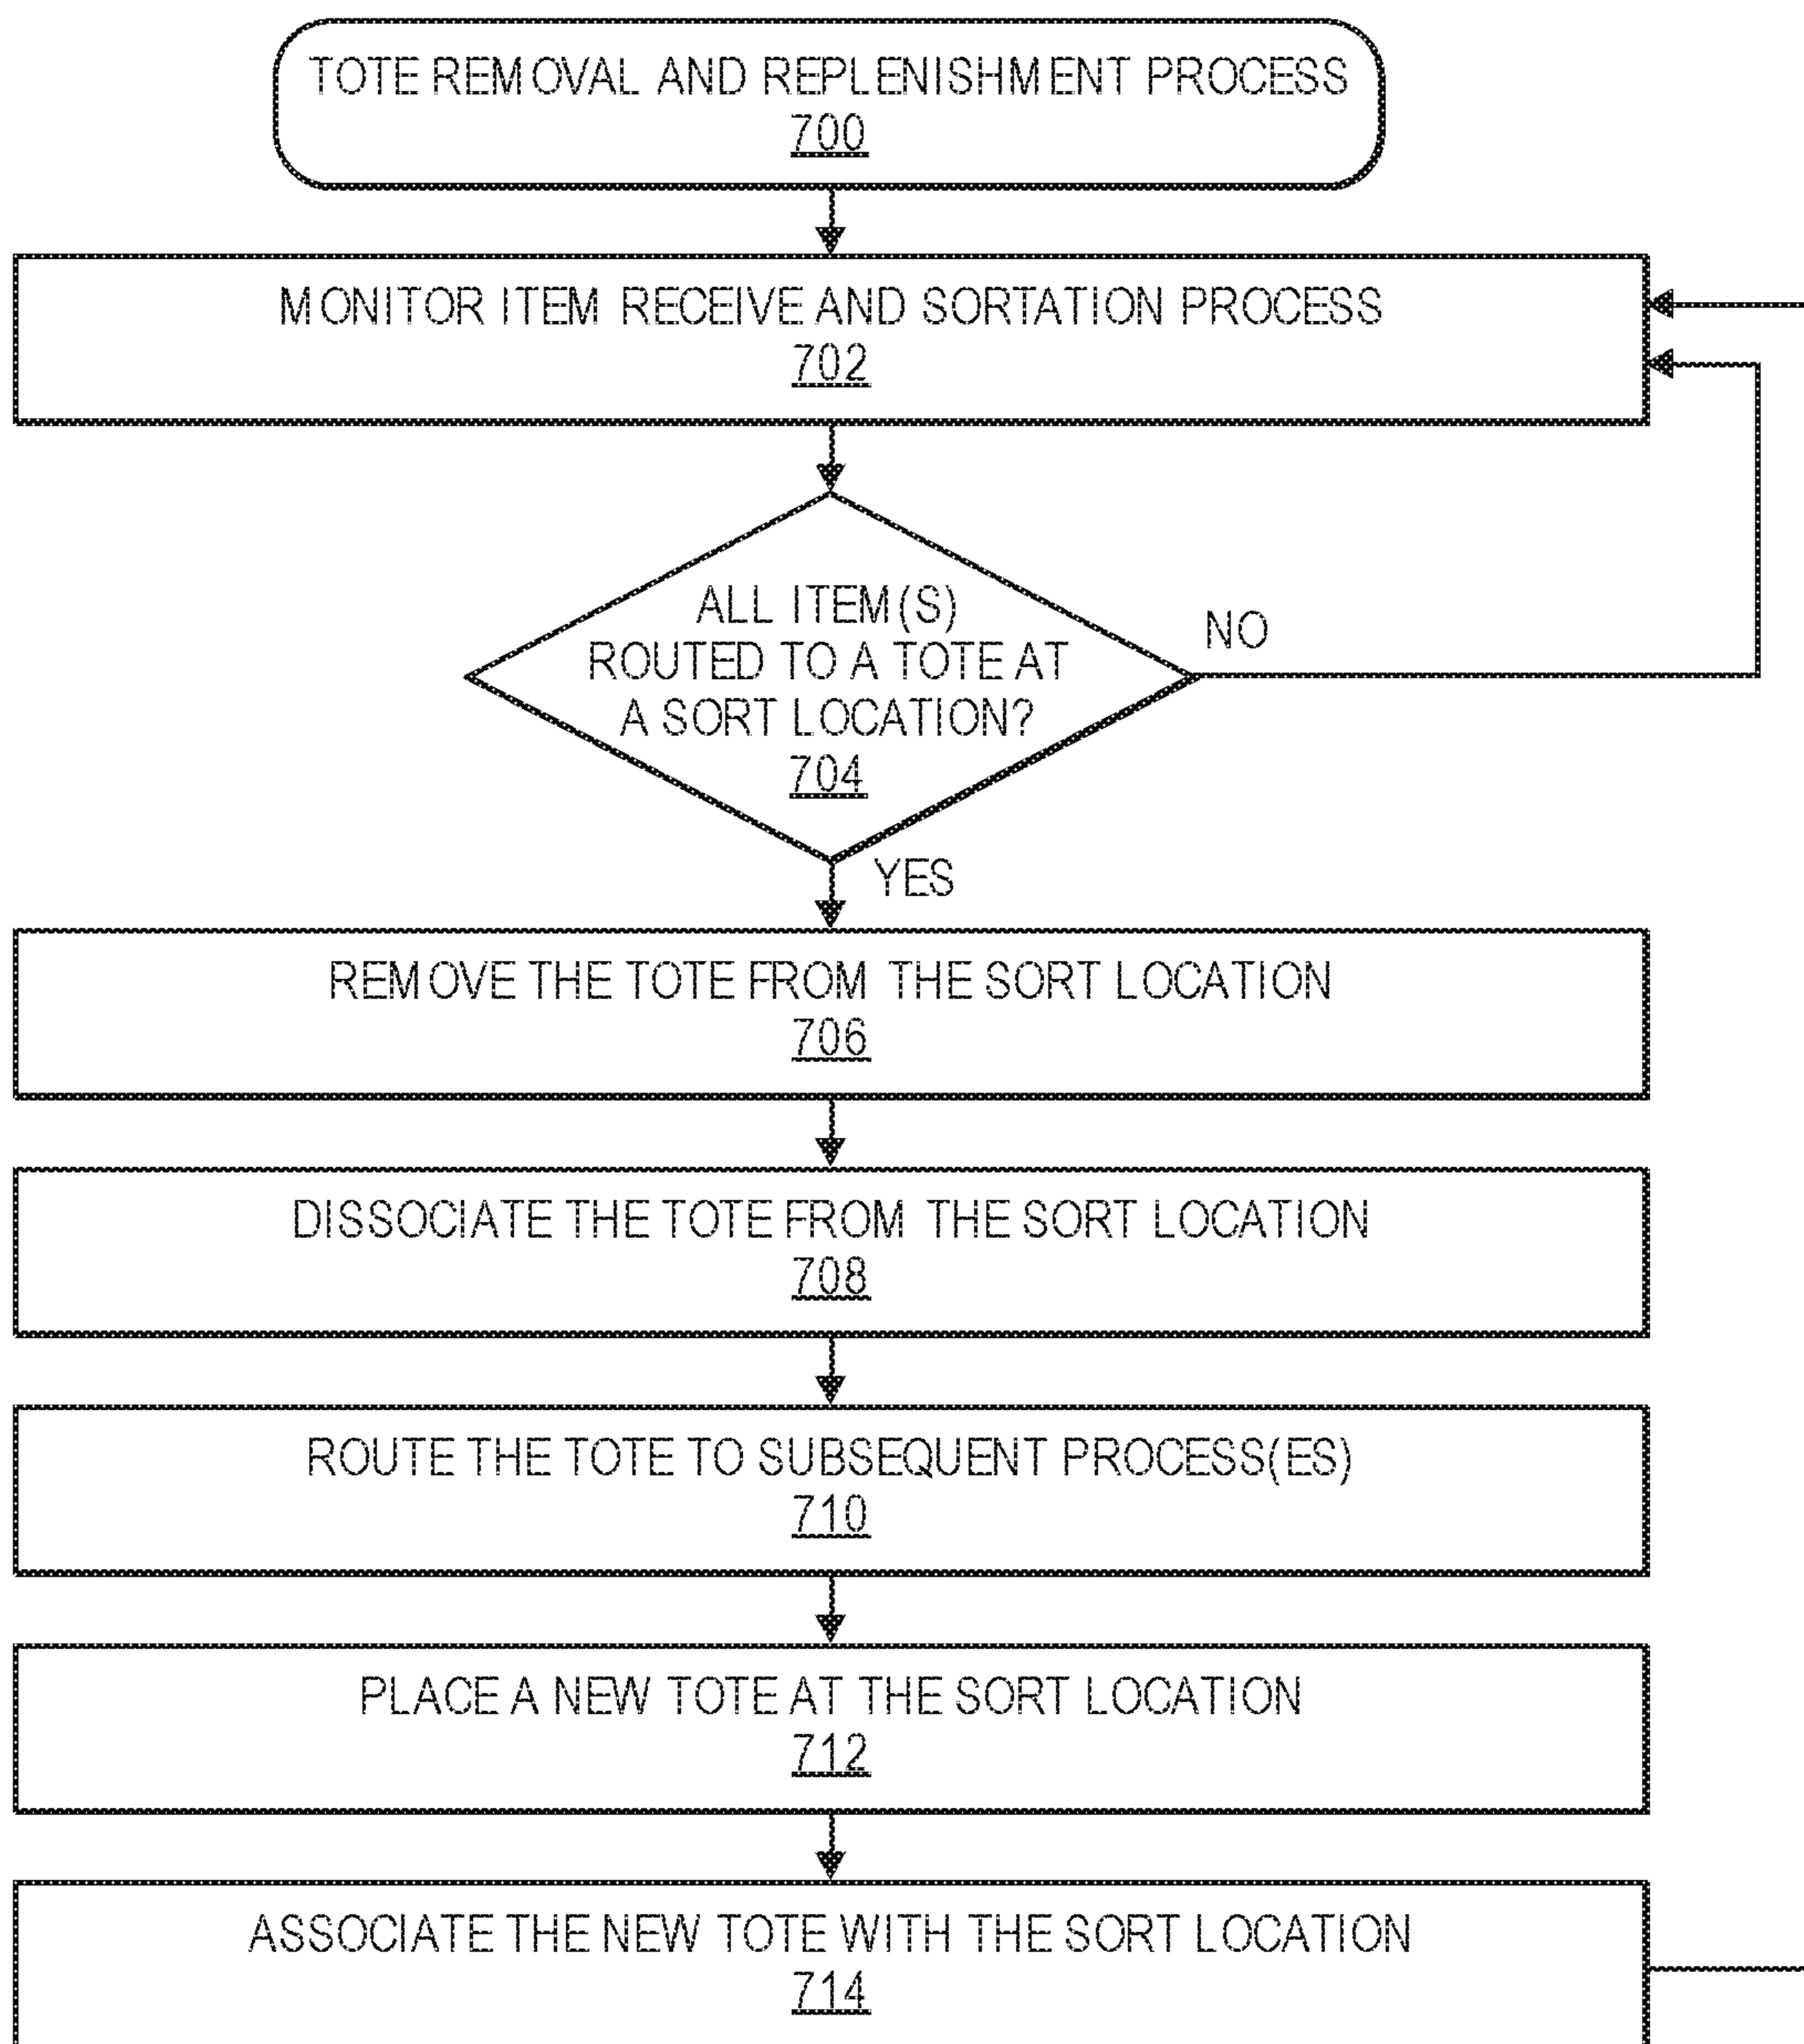 TOTE REMOVAL AND REPLENISHMENT PROCESS
700
MONITOR ITEM RECEIVE AND SORTATION PROCESS
702
ALL ITEM(S)
ROUTED TO A TOTE AT
A SORT LOCATION?
704
NO
YES
REMOVE THE TOTE FROM THE SORT LOCATION
706
DISSOCIATE THE TOTE FROM THE SORT LOCATION
708
ROUTE THE TOTE TO SUBSEQUENT PROCESS(ES)
710
PLACE A NEW TOTE AT THE SORT LOCATION
712
ASSOCIATE THE NEW TOTE WITH THE SORT LOCATION
714